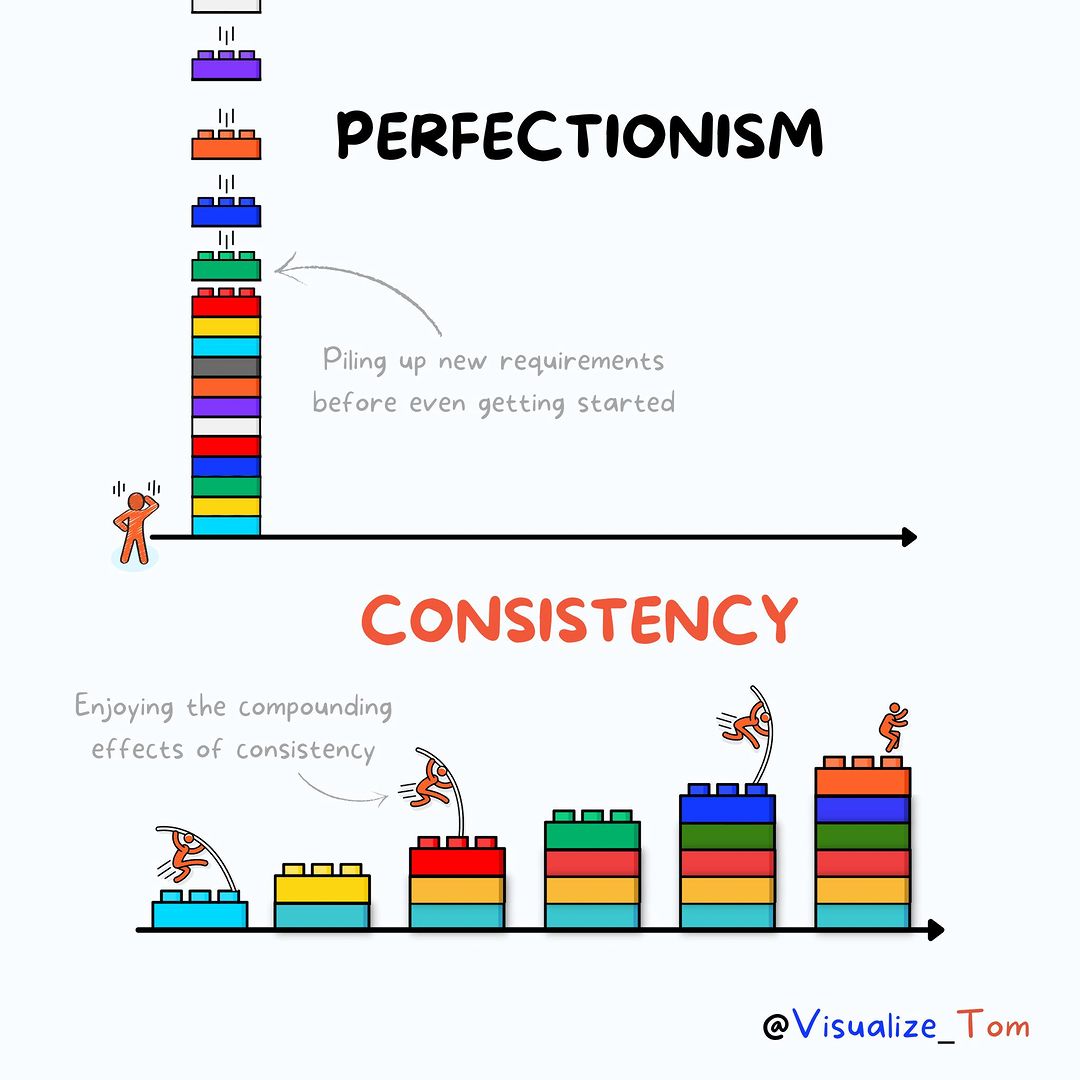 PERFECTIONISM
Piling up new requirements
before even getting started
CONSISTENCY
Enjoying the compounding
effects of consistency
@Visualize_Tom